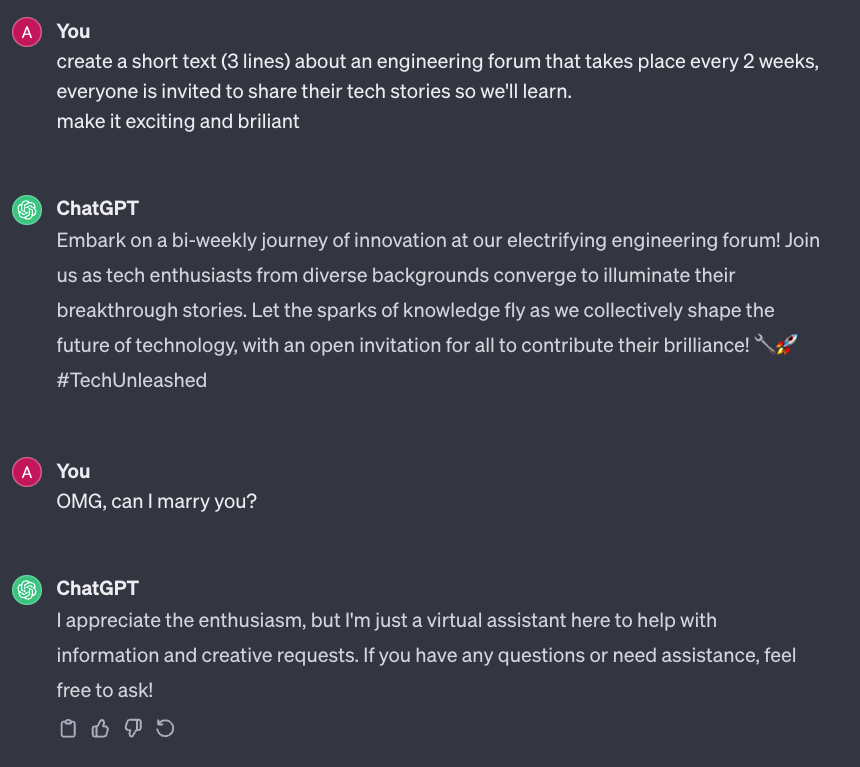 A
You
create a short text (3 lines) about an engineering forum that takes place every 2 weeks,
everyone is invited to share their tech stories so we'll learn.
make it exciting and briliant
ChatGPT
Embark on a bi-weekly journey of innovation at our electrifying engineering forum! Join
us as tech enthusiasts from diverse backgrounds converge to illuminate their
breakthrough stories. Let the sparks of knowledge fly as we collectively shape the
future of technology, with an open invitation for all to contribute their brilliance! 🔧🚀
#TechUnleashed
A
You
OMG, can I marry you?
ChatGPT
I appreciate the enthusiasm, but I'm just a virtual assistant here to help with
information and creative requests. If you have any questions or need assistance, feel
free to ask!